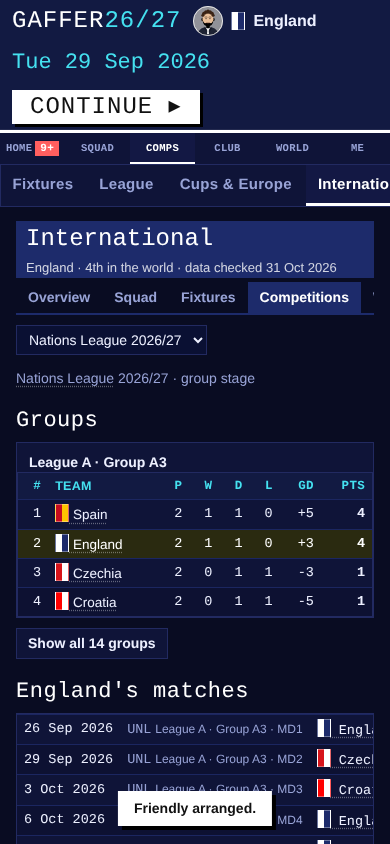 GAFFER26/27 England
Tue 29 Sep 2026
CONTINUE ►
HOME 9+ SQUAD COMPS CLUB WORLD ME
Fixtures League Cups & Europe Internatio
International
England · 4th in the world · data checked 31 Oct 2026
Overview Squad Fixtures Competitions
Nations League 2026/27
Nations League 2026/27 · group stage
Groups
League A · Group A3
# TEAM P W D L GD PTS
1 Spain 2 1 1 0 +5 4
2 England 2 1 1 0 +3 4
3 Czechia 2 0 1 1 -3 1
4 Croatia 2 0 1 1 -5 1
Show all 14 groups
England's matches
26 Sep 2026 UNL League A · Group A3 · MD1 Engla
29 Sep 2026 UNL League A · Group A3 · MD2 Czec
3 Oct 2026 UNL League A · Group A3 · MD3 Croa
6 Oct 2026 MD4 Engla
Friendly arranged.